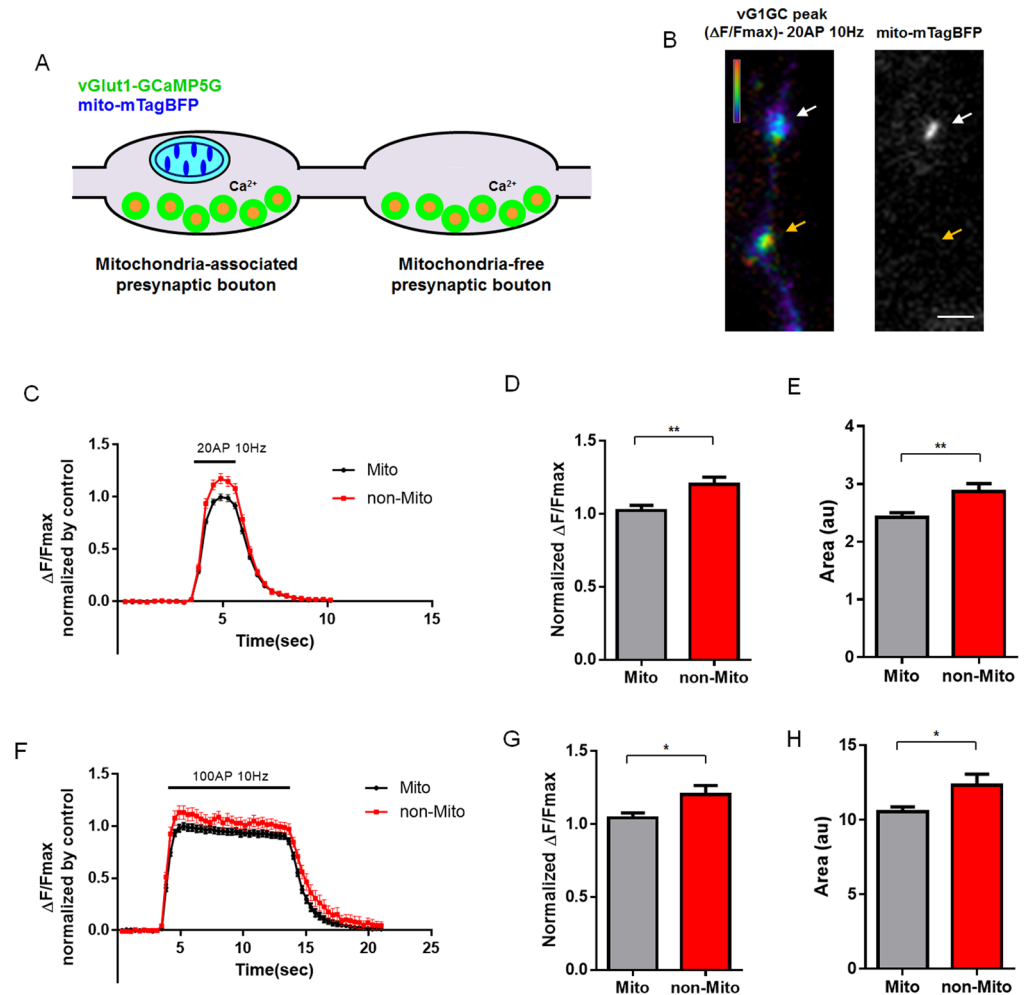 A
vGlut1-GCaMP5G
mito-mTagBFP
Ca²⁺
Ca²⁺
Mitochondria-associated
presynaptic bouton
Mitochondria-free
presynaptic bouton
B
vG1GC peak
(ΔF/Fmax)- 20AP 10Hz
mito-mTagBFP
C
ΔF/Fmax
normalized by control
1.5
1.0
0.5
0.0
20AP 10Hz
Mito
non-Mito
5
10
15
Time(sec)
D
Normalized ΔF/Fmax
1.5
1.0
0.5
0.0
**
Mito
non-Mito
E
Area (au)
4
3
2
1
0
**
Mito
non-Mito
F
ΔF/Fmax
normalized by control
1.5
1.0
0.5
0.0
100AP 10Hz
Mito
non-Mito
5
10
15
20
25
Time(sec)
G
Normalized ΔF/Fmax
1.5
1.0
0.5
0.0
*
Mito
non-Mito
H
Area (au)
15
10
5
0
*
Mito
non-Mito